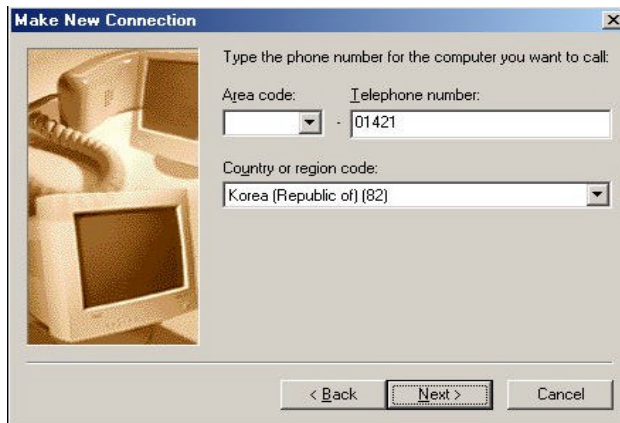 Make New Connection
Type the phone number for the computer you want to call:
Area code: Telephone number:
- 01421
Country or region code:
Korea (Republic of) (82)
< Back Next > Cancel